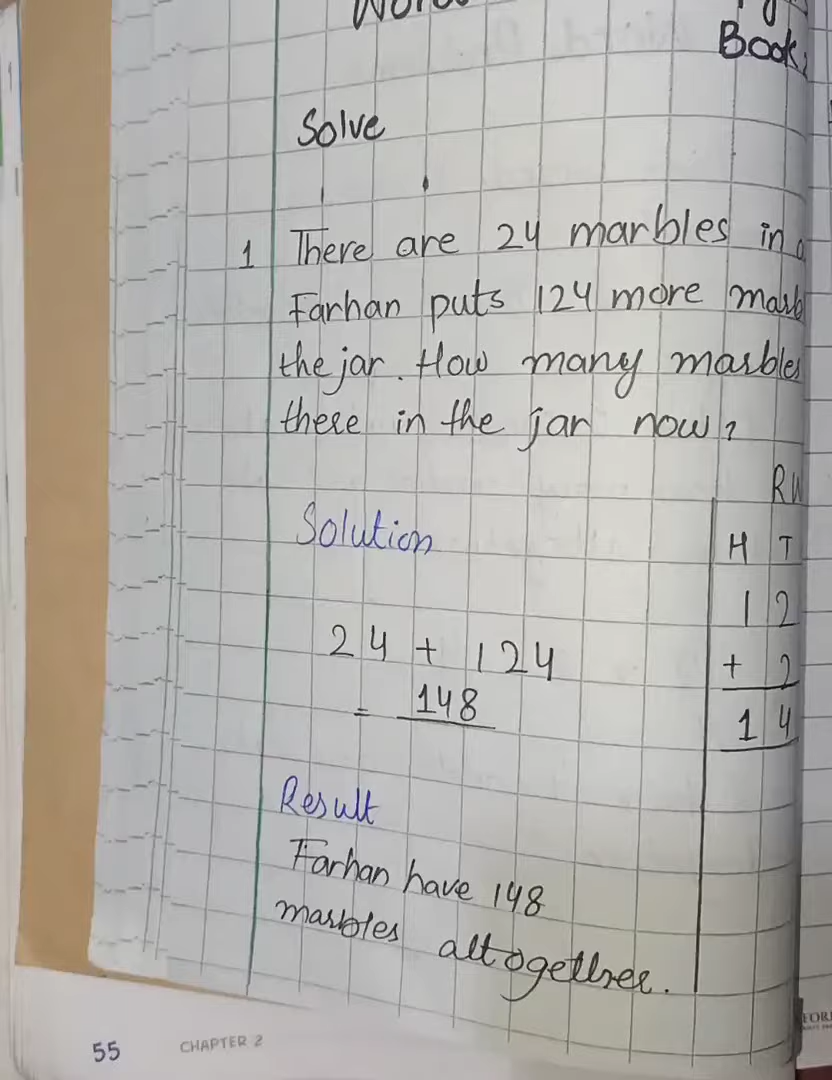 Book
Solve
1 There are 24 marbles in
Farhan puts 124 more marb
the jar. How many marbles
there in the jar now?
RW
Solution
H T
1 2
24 + 124
+ 2
= 148
1 4
Result
Farhan have 148
marbles altogether.
55 CHAPTER 2